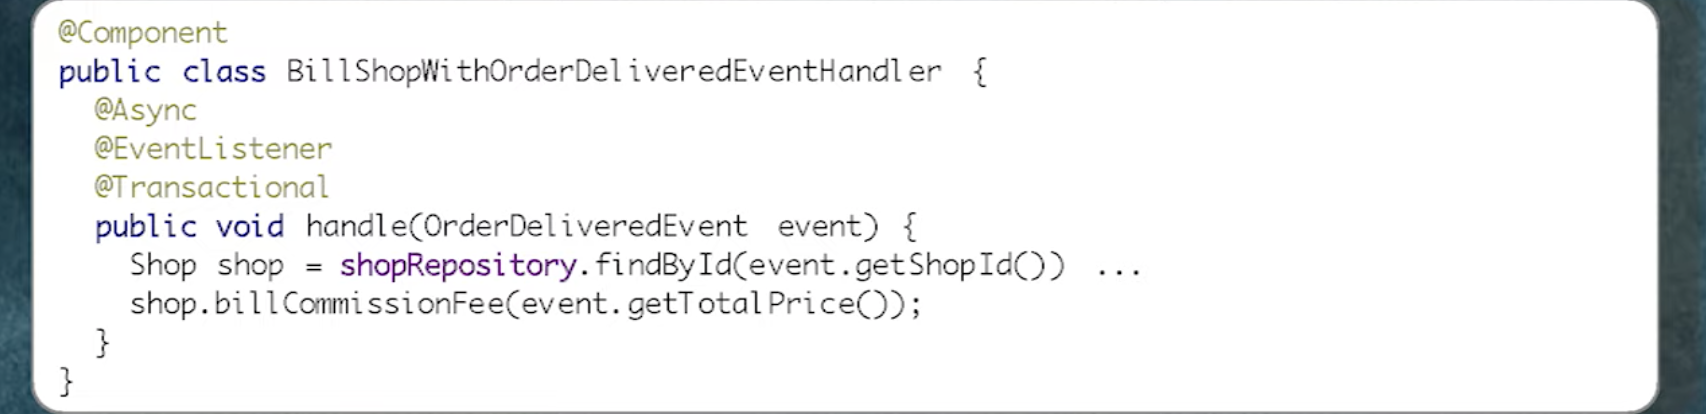 @Component
public class BillShopWithOrderDeliveredEventHandler {
@Async
@EventListener
@Transactional
public void handle(OrderDeliveredEvent event) {
Shop shop = shopRepository.findById(event.getShopId()) ...
shop.billCommissionFee(event.getTotalPrice());
}
}